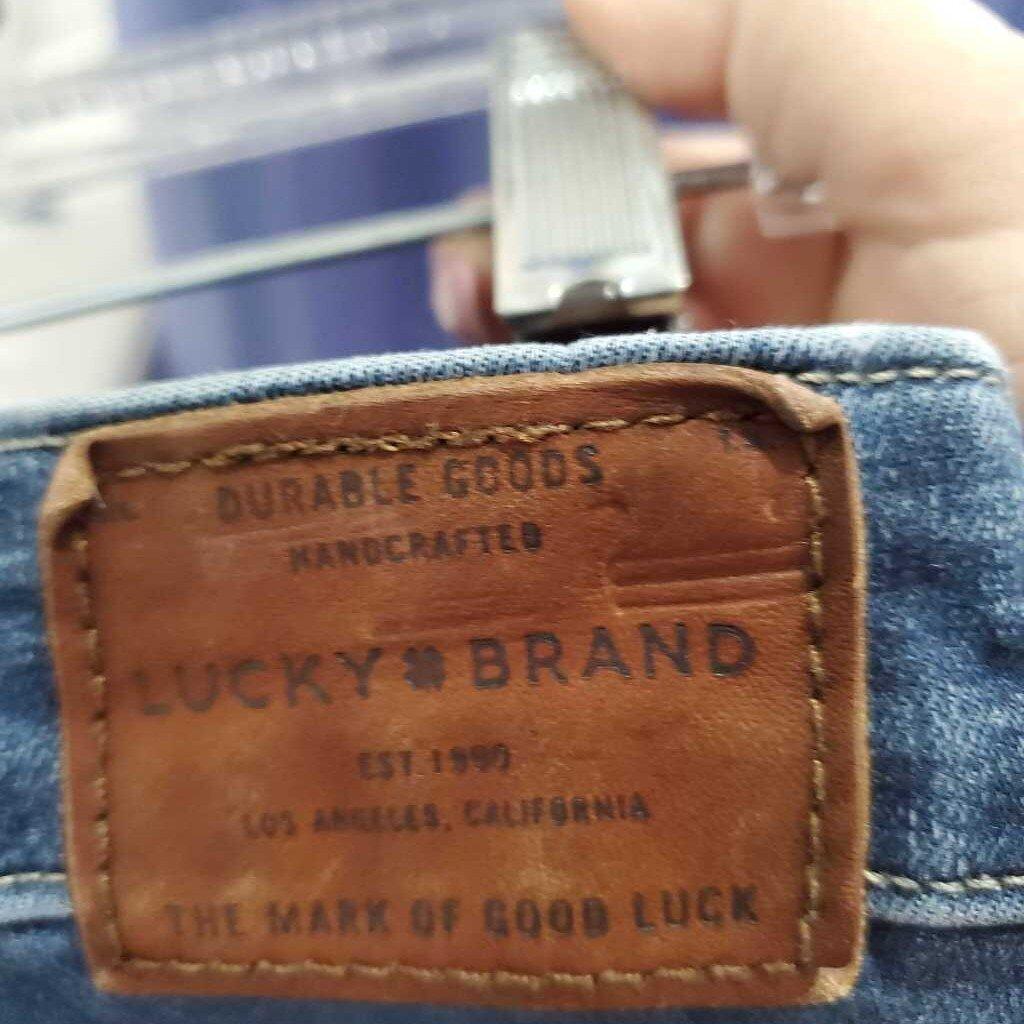 DURABLE GOODS
HANDCRAFTED
LUCKY BRAND
EST. 1990
LOS ANGELES, CALIFORNIA
THE MARK OF GOOD LUCK